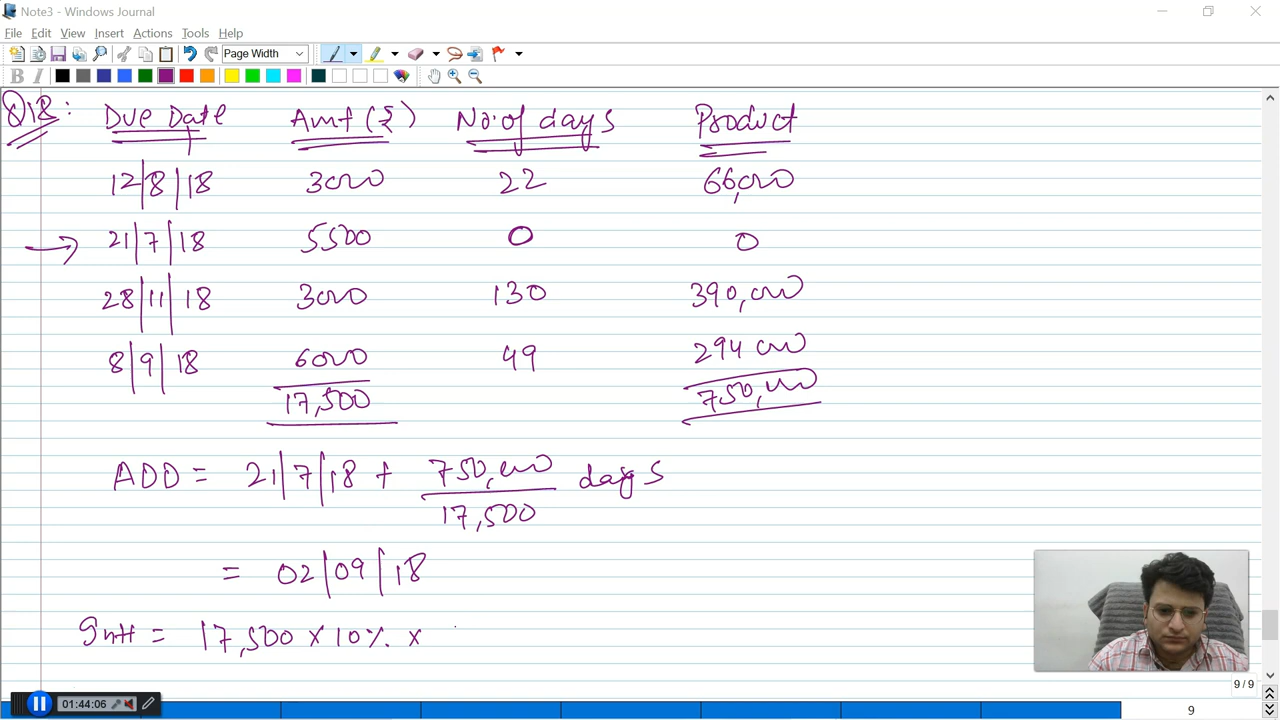 Note3 - Windows Journal
File Edit View Insert Actions Tools Help
Page Width
B I
Q18:
Due Date Amt (₹) No. of days Product
12/8/18 3000 22 66,000
→ 21/7/18 5500 0 0
28/11/18 3000 130 390,000
8/9/18 6000 49 294 000
17,500 750,000
ADD = 21/7/18 + 750,000 / 17,500 days
= 02/09/18
Intt = 17,500 × 10% ×
9 / 9
01:44:06
9